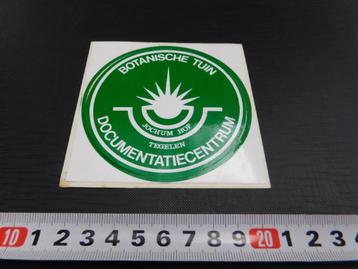 BOTANISCHE TUIN
JOCHUM HOF
TEGELEN
DOCUMENTATIECENTRUM
10 1 2 3 4 5 6 7 8 9 20 1 2 3 4